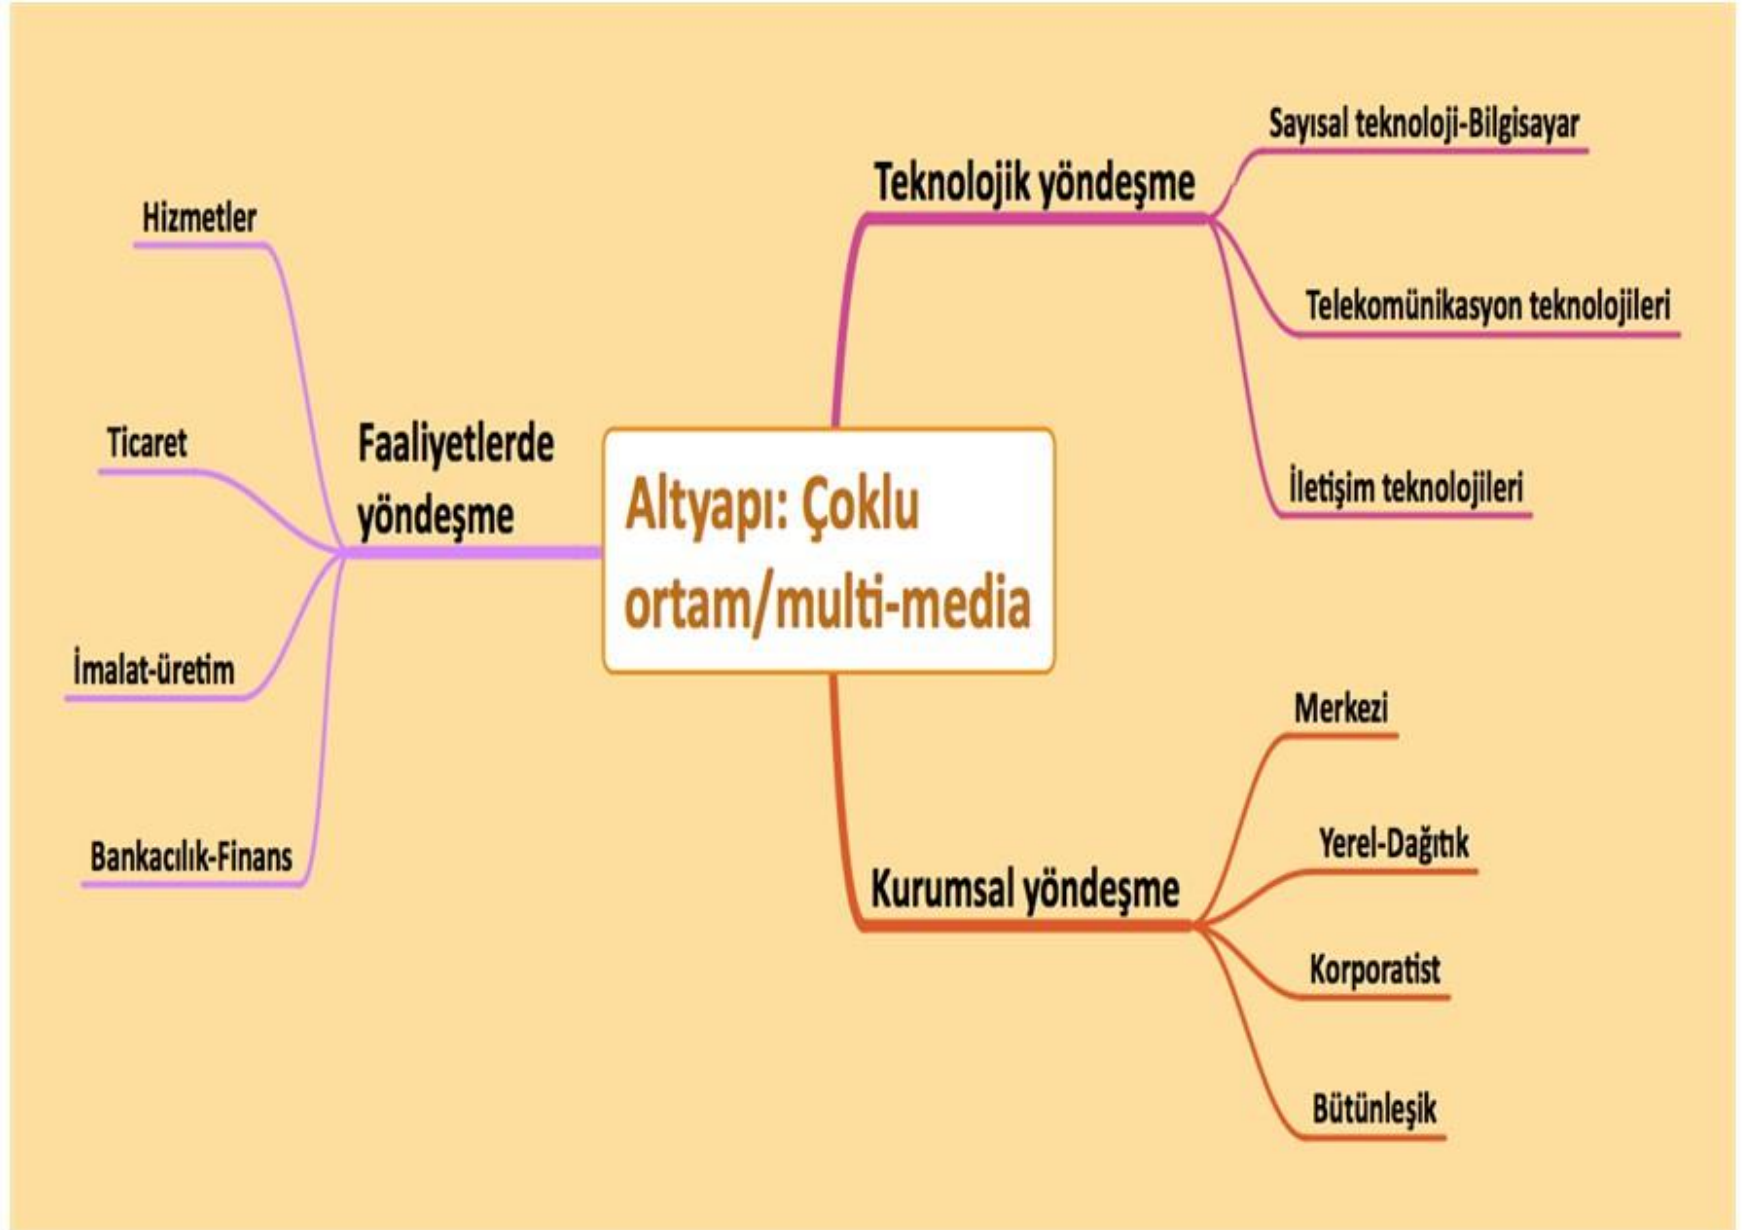 Altyapı: Çoklu
ortam/multi-media
Teknolojik yöndeşme
Sayısal teknoloji-Bilgisayar
Telekomünikasyon teknolojileri
İletişim teknolojileri
Kurumsal yöndeşme
Merkezi
Yerel-Dağıtık
Korporatist
Bütünleşik
Faaliyetlerde
yöndeşme
Hizmetler
Ticaret
İmalat-üretim
Bankacılık-Finans